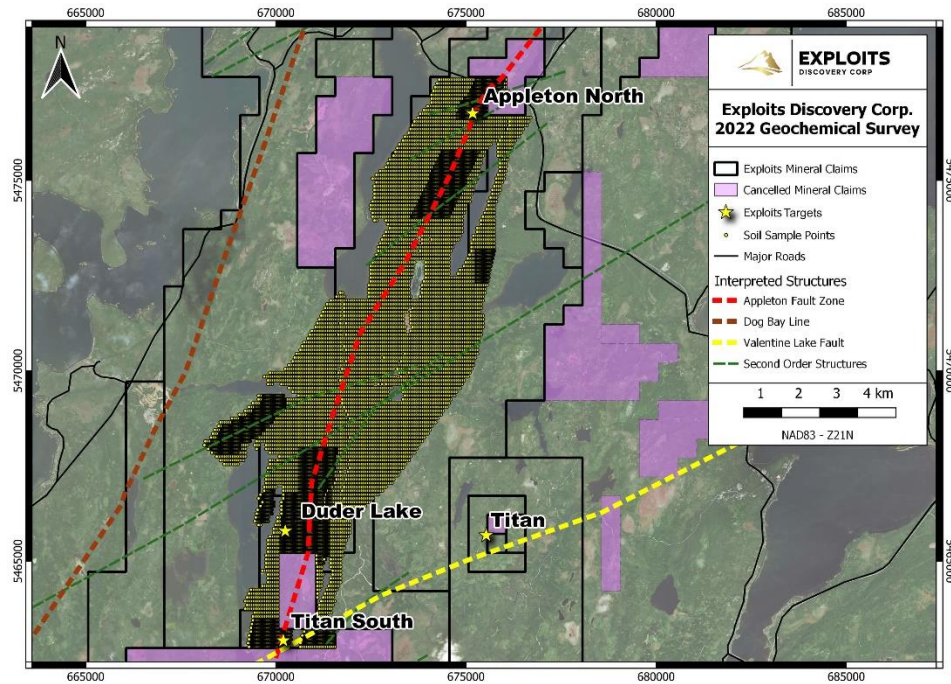 665000 670000 675000 680000 685000
N
EXPLOITS
DISCOVERY CORP
Exploits Discovery Corp.
2022 Geochemical Survey
Exploits Mineral Claims
Cancelled Mineral Claims
Exploits Targets
Soil Sample Points
Major Roads
Interpreted Structures
Appleton Fault Zone
Dog Bay Line
Valentine Lake Fault
Second Order Structures
1 2 3 4 km
NAD83 - Z21N
Appleton North
Duder Lake
Titan
Titan South
5475000
5470000
5465000
5475000
5470000
5465000
665000 670000 675000 680000 685000